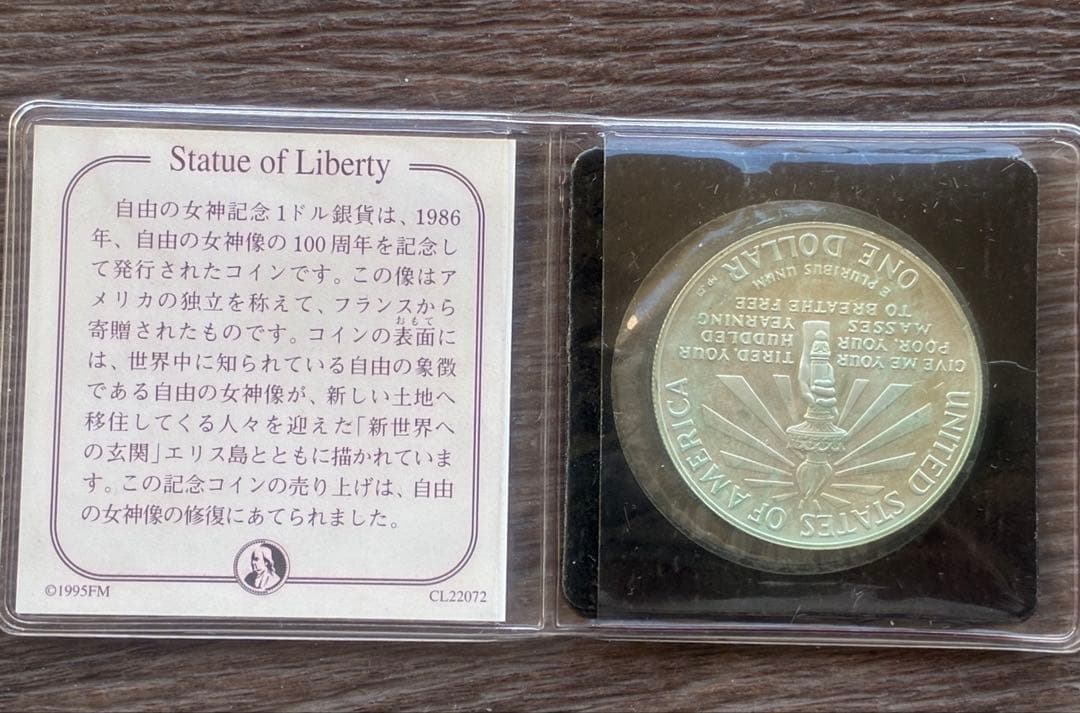 Statue of Liberty
自由の女神記念1ドル銀貨は、1986
年、自由の女神像の100周年を記念し
て発行されたコインです。この像はア
メリカの独立を称えて、フランスから
寄贈されたものです。コインの表面に
おもて
は、世界中に知られている自由の象徴
である自由の女神像が、新しい土地へ
移住してくる人々を迎えた「新世界へ
の玄関」エリス島とともに描かれていま
す。この記念コインの売り上げは、自由
の女神像の修復にあてられました。
©1995FM
CL22072
UNITED STATES OF AMERICA
GIVE ME YOUR
TIRED, YOUR
POOR, YOUR
HUDDLED
MASSES
YEARNING
TO BREATHE FREE
E PLURIBUS UNUM
ONE DOLLAR